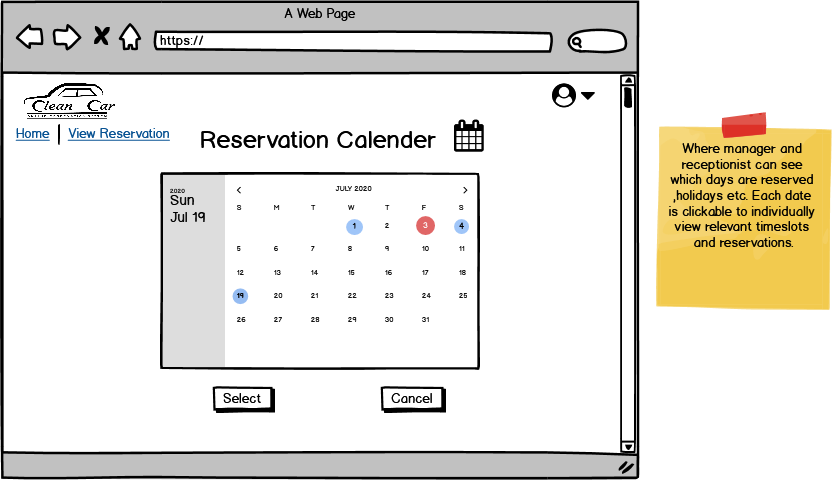 A Web Page
https://
Clean Car
Home
View Reservation
Reservation Calender
2020
Sun
Jul 19
JULY 2020
S M T W T F S
1 2 3 4
5 6 7 8 9 10 11
12 13 14 15 16 17 18
19 20 21 22 23 24 25
26 27 28 29 30 31
Select
Cancel
Where manager and
receptionist can see
which days are reserved
,holidays etc. Each date
is clickable to individually
view relevant timeslots
and reservations.